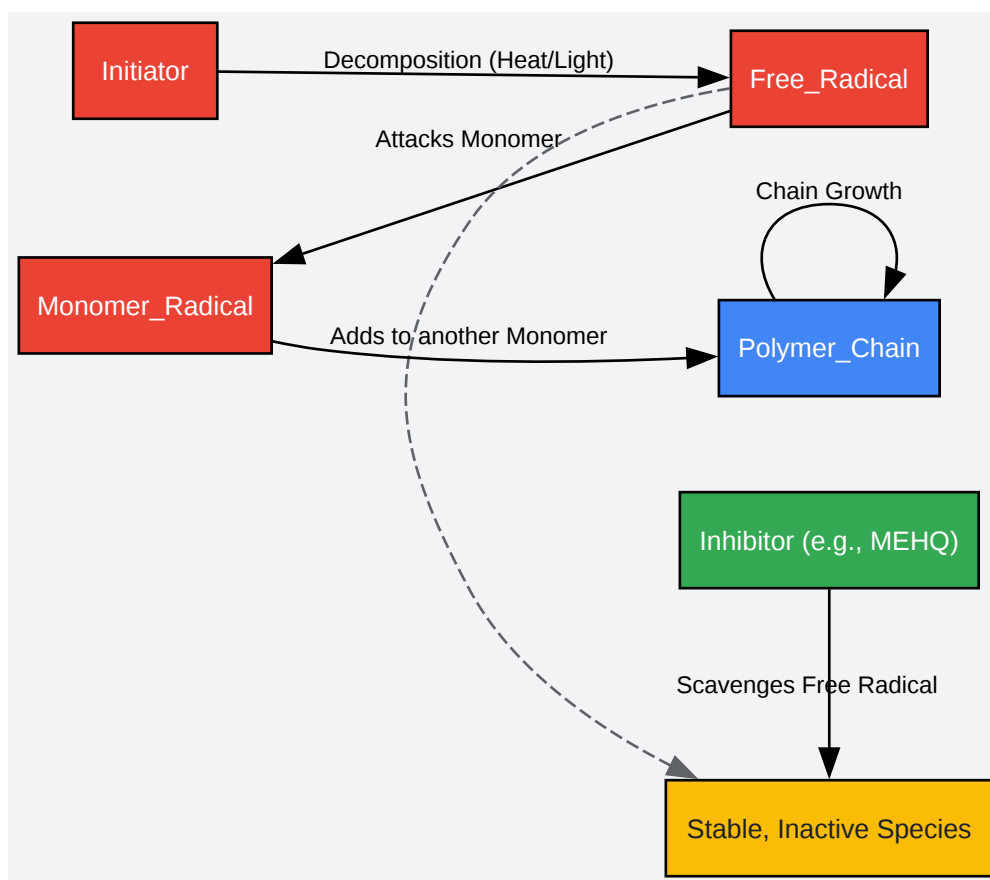 Initiator
Decomposition (Heat/Light)
Free_Radical
Attacks Monomer
Chain Growth
Monomer_Radical
Adds to another Monomer
Polymer_Chain
Inhibitor (e.g., MEHQ)
Scavenges Free Radical
Stable, Inactive Species